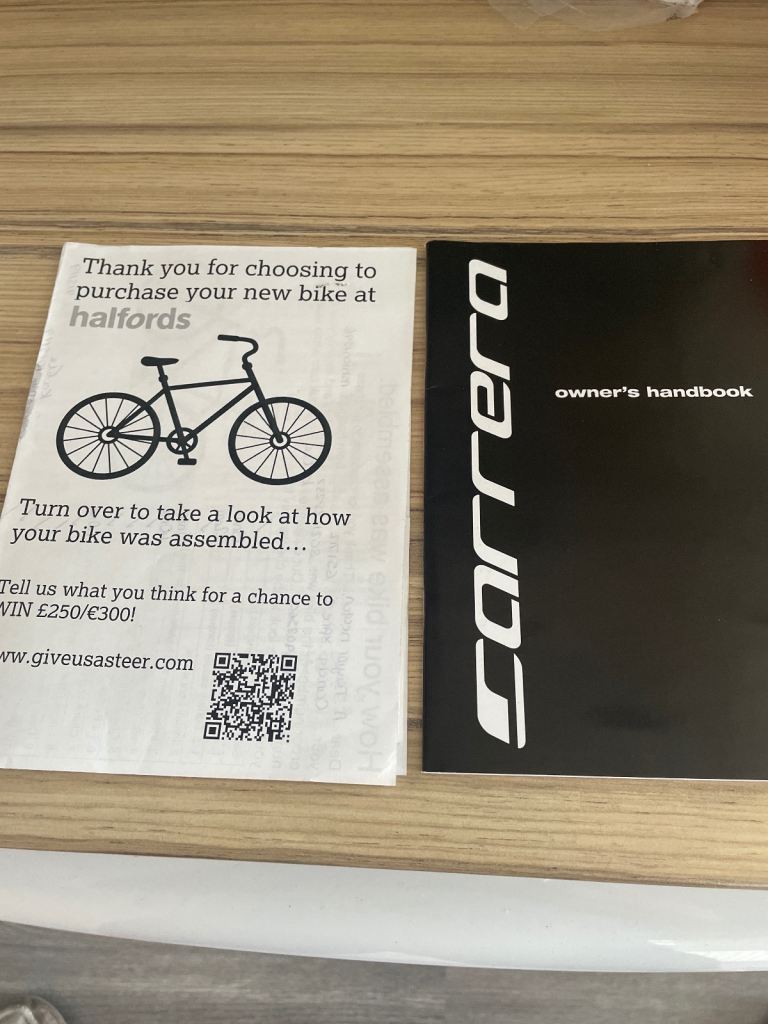 Thank you for choosing to
purchase your new bike at
halfords
Turn over to take a look at how
your bike was assembled...
Tell us what you think for a chance to
WIN £250/€300!
ww.giveusasteer.com
carrera
owner's handbook